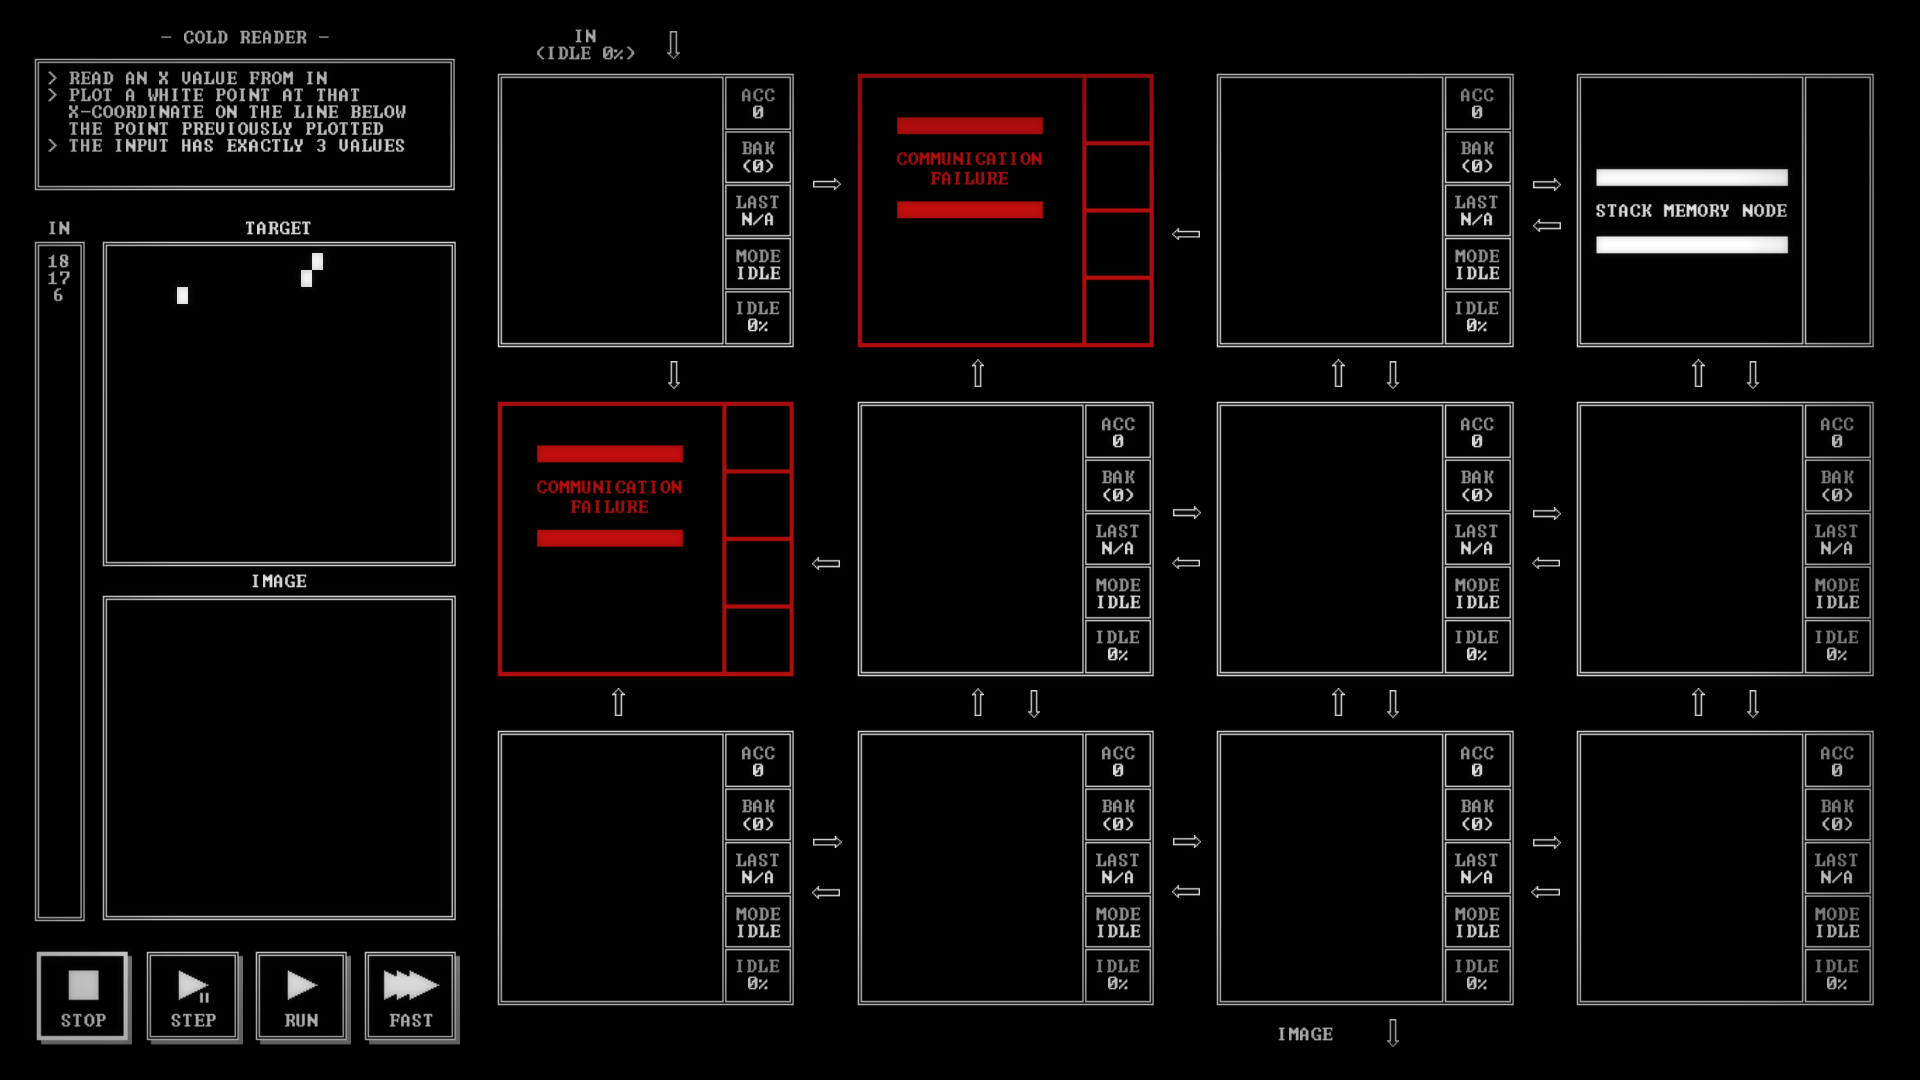 - COLD READER -
> READ AN X VALUE FROM IN
> PLOT A WHITE POINT AT THAT
X-COORDINATE ON THE LINE BELOW
THE POINT PREVIOUSLY PLOTTED
> THE INPUT HAS EXACTLY 3 VALUES
IN
18
17
6
TARGET
IMAGE
STOP
STEP
RUN
FAST
IN
(IDLE 0%)
ACC
0
BAK
(0)
LAST
N/A
MODE
IDLE
IDLE
0%
COMMUNICATION
FAILURE
ACC
0
BAK
(0)
LAST
N/A
MODE
IDLE
IDLE
0%
STACK MEMORY NODE
COMMUNICATION
FAILURE
ACC
0
BAK
(0)
LAST
N/A
MODE
IDLE
IDLE
0%
ACC
0
BAK
(0)
LAST
N/A
MODE
IDLE
IDLE
0%
ACC
0
BAK
(0)
LAST
N/A
MODE
IDLE
IDLE
0%
ACC
0
BAK
(0)
LAST
N/A
MODE
IDLE
IDLE
0%
ACC
0
BAK
(0)
LAST
N/A
MODE
IDLE
IDLE
0%
ACC
0
BAK
(0)
LAST
N/A
MODE
IDLE
IDLE
0%
ACC
0
BAK
(0)
LAST
N/A
MODE
IDLE
IDLE
0%
IMAGE